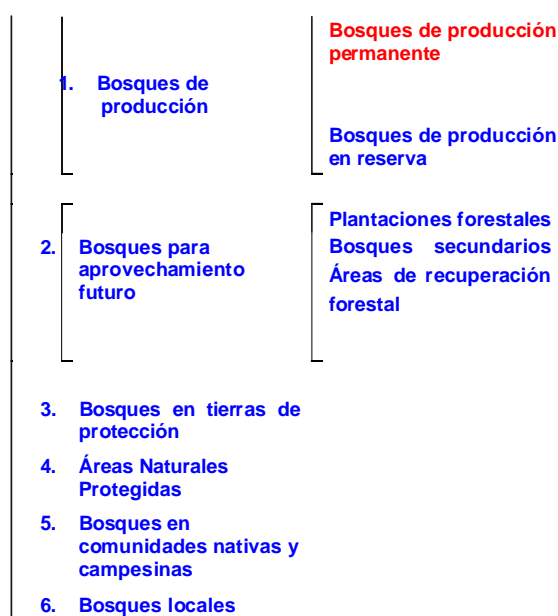 Bosques de producción
permanente
1. Bosques de
producción
Bosques de producción
en reserva
Plantaciones forestales
2. Bosques para
aprovechamiento
futuro
Bosques secundarios
Áreas de recuperación
forestal
3. Bosques en tierras de
protección
4. Áreas Naturales
Protegidas
5. Bosques en
comunidades nativas y
campesinas
6. Bosques locales